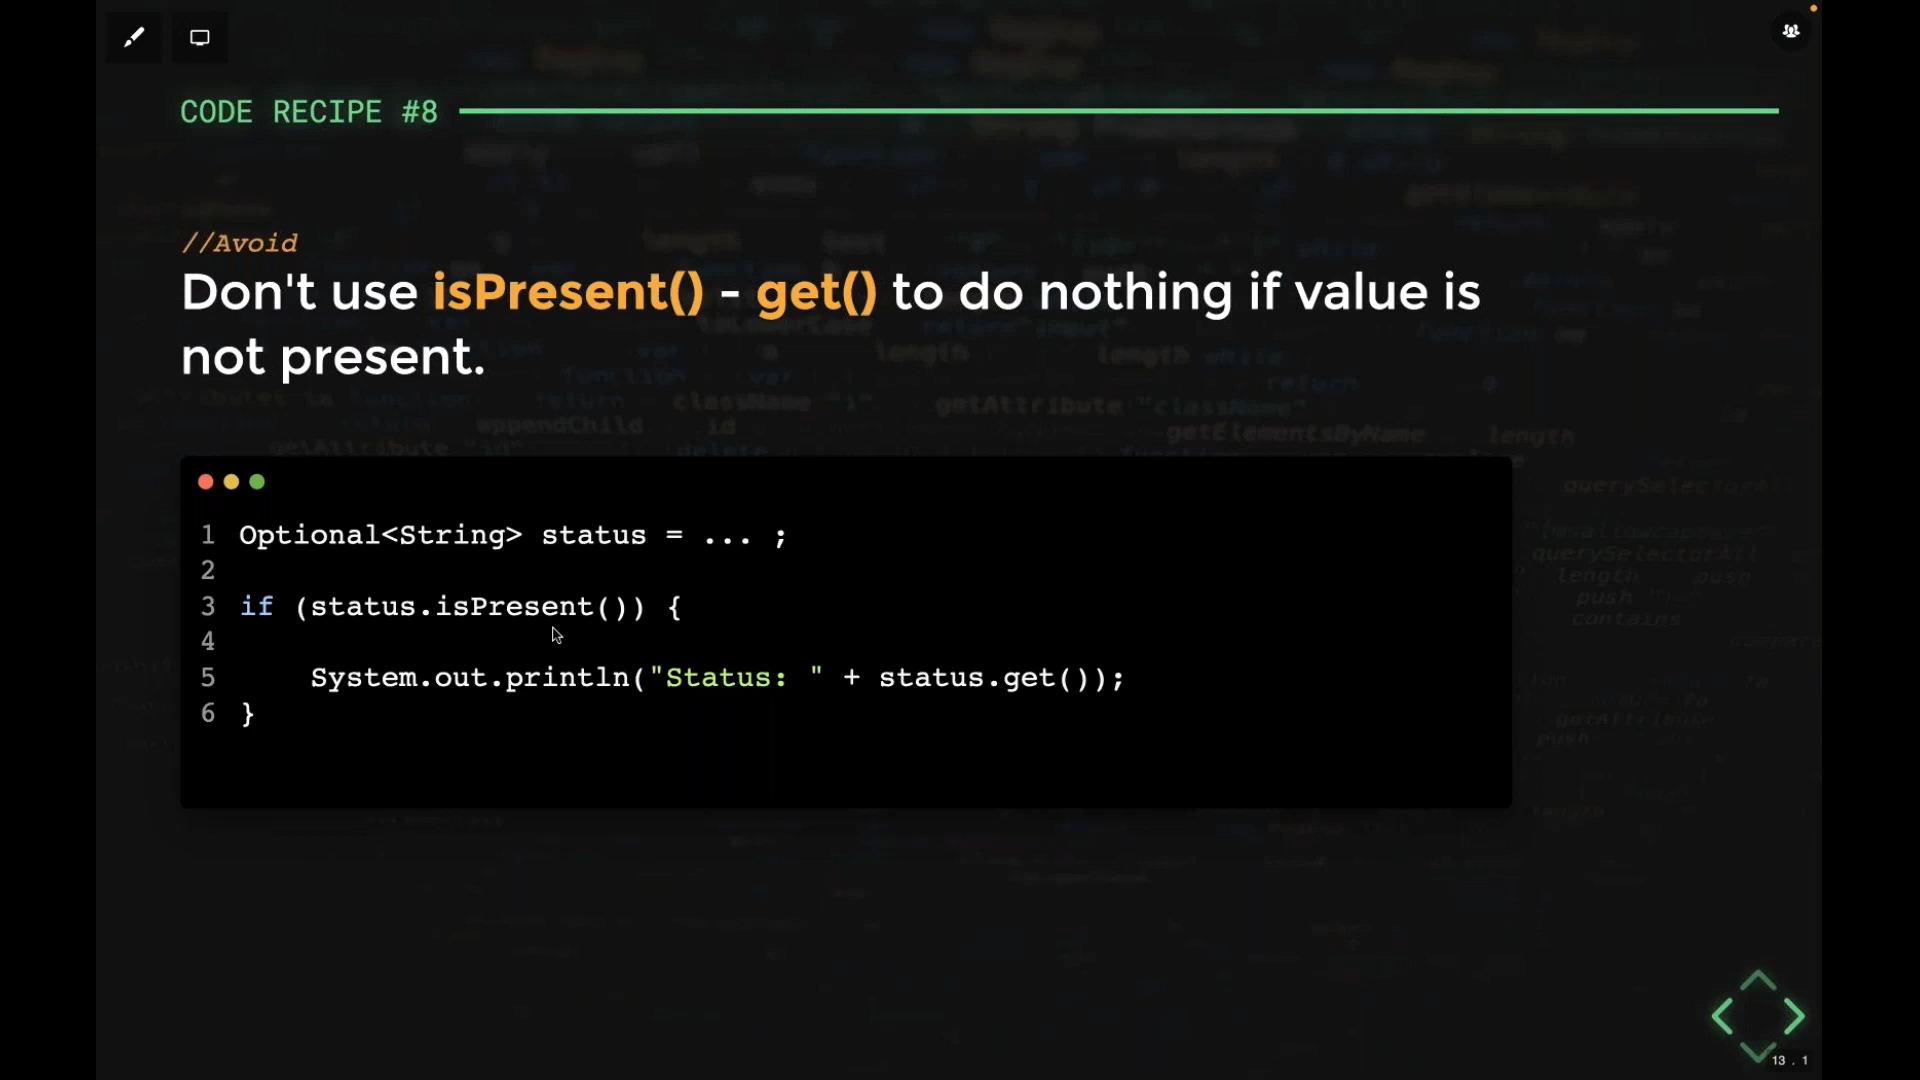 CODE RECIPE #8
//Avoid
Don't use isPresent() - get() to do nothing if value is
not present.
1 Optional<String> status = ... ;
2
3 if (status.isPresent()) {
4
5 System.out.println("Status: " + status.get());
6 }
13 . 1